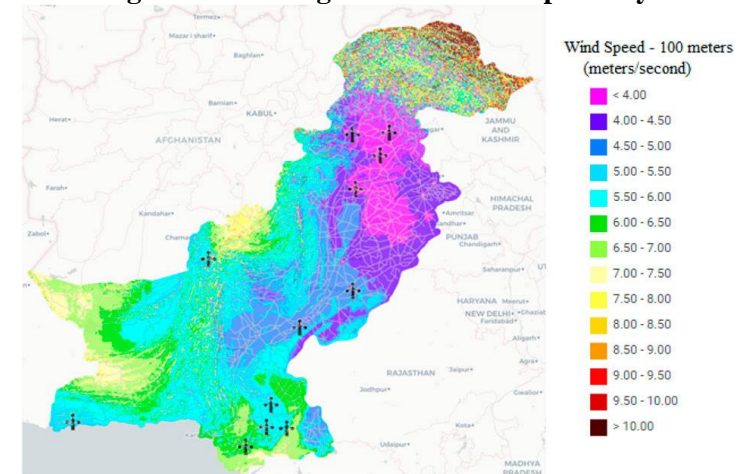 Wind Speed - 100 meters
(meters/second)
< 4.00
4.00 - 4.50
4.50 - 5.00
5.00 - 5.50
5.50 - 6.00
6.00 - 6.50
6.50 - 7.00
7.00 - 7.50
7.50 - 8.00
8.00 - 8.50
8.50 - 9.00
9.00 - 9.50
9.50 - 10.00
> 10.00
Termez
Mazar i sharif
Baghlan
Bamian
KABUL
Herat
AFGHANISTAN
JAMMU
AND
KASHMIR
Farah
HIMACHAL
PRADESH
Kandahar
Amritsar
Zabol
PUNJAB
Chandigarh
Saharanpur
HARYANA
Meerut
NEW DELHI
Ghaziab
Faridabad
Aligarh
Agra
RAJASTHAN
Jaipur
Jodhpur
Gwalior
Kota
Udaipur
MADHYA
PRADESH